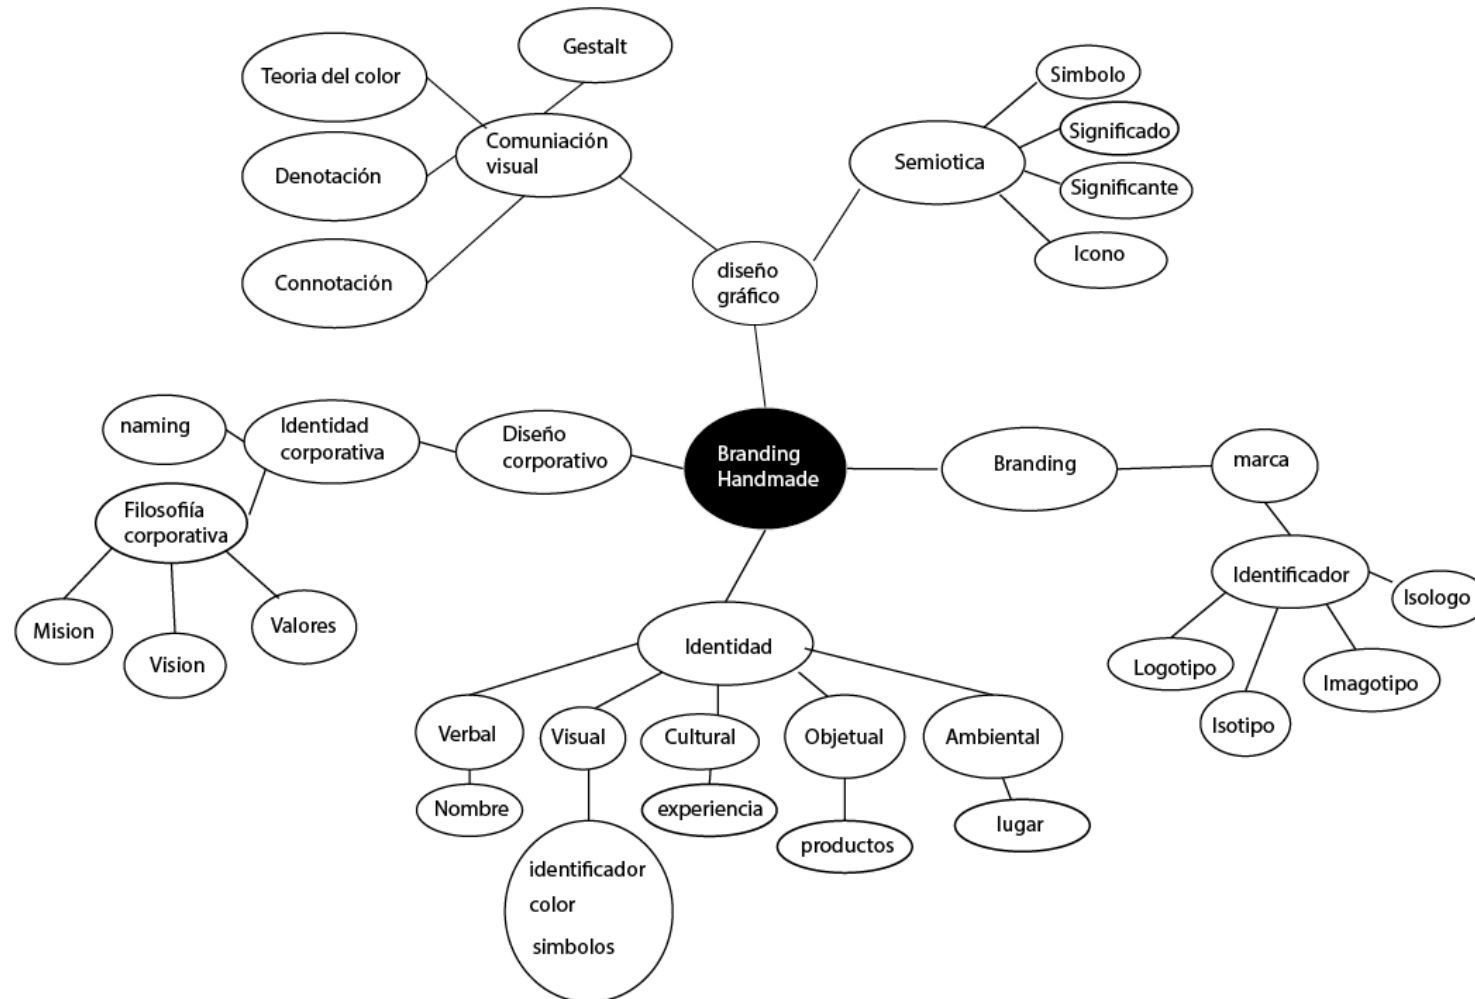 Gestalt
Teoria del color
Comuniación
visual
Denotación
Connotación
Simbolo
Significado
Semiotica
Significante
Icono
diseño
gráfico
naming
Identidad
corporativa
Diseño
corporativo
Branding
Handmade
Branding
marca
Filosofíia
corporativa
Mision
Vision
Valores
Identificador
Isologo
Logotipo
Imagotipo
Isotipo
Identidad
Verbal
Visual
Cultural
Objetual
Ambiental
Nombre
experiencia
productos
lugar
identificador
color
simbolos